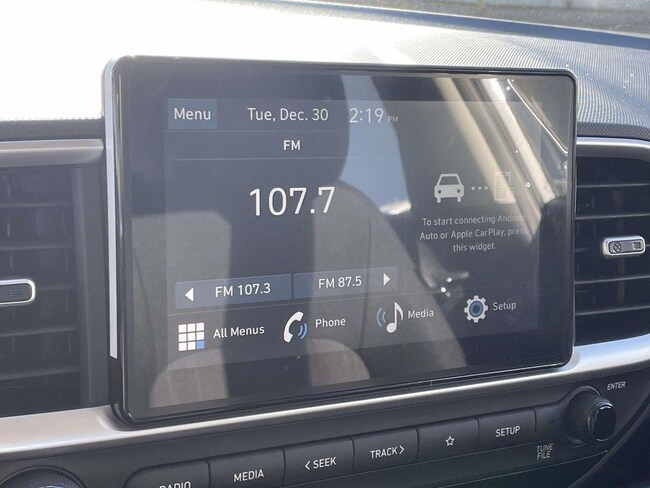 Menu Tue, Dec. 30 2:19 PM
FM
107.7
To start connecting Android
Auto or Apple CarPlay, press
this widget.
FM 107.3 FM 87.5
All Menus Phone Media Setup
ENTER
RADIO MEDIA < SEEK TRACK > ☆ SETUP
TUNE
FILE